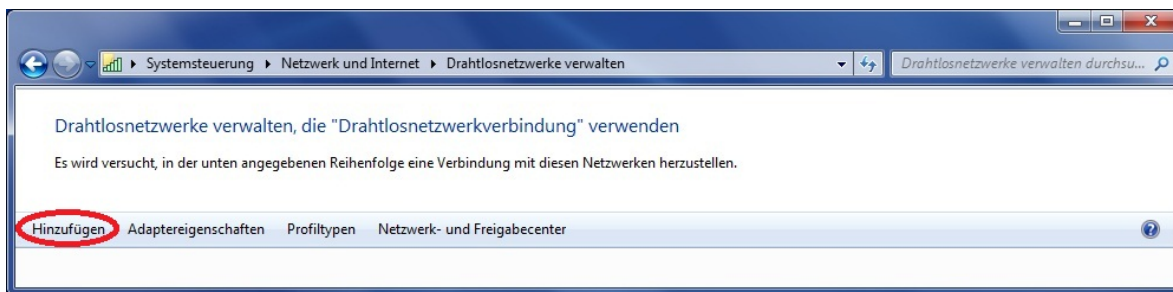 Systemsteuerung Netzwerk und Internet Drahtlosnetzwerke verwalten Drahtlosnetzwerke verwalten durchsu...
Drahtlosnetzwerke verwalten, die "Drahtlosnetzwerkverbindung" verwenden
Es wird versucht, in der unten angegebenen Reihenfolge eine Verbindung mit diesen Netzwerken herzustellen.
Hinzufügen Adaptereigenschaften Profiltypen Netzwerk- und Freigabecenter